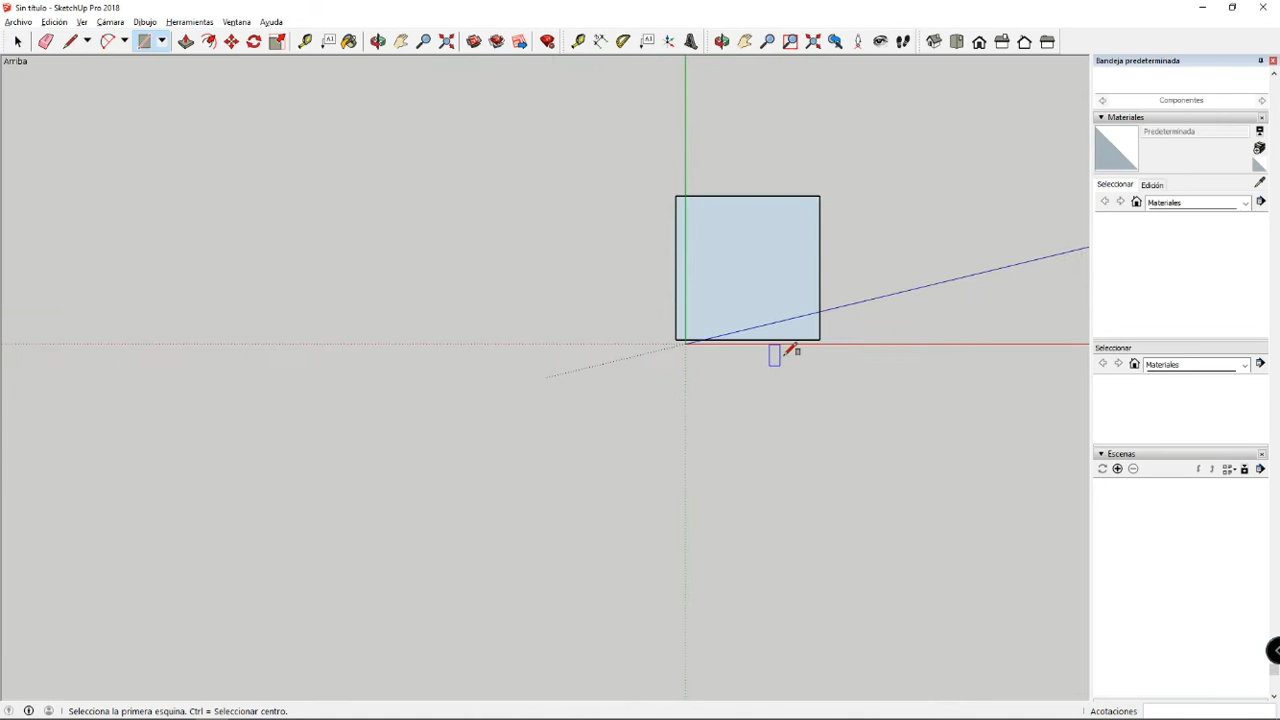 Sin título - SketchUp Pro 2018
Archivo Edición Ver Cámara Dibujo Herramientas Ventana Ayuda
Arriba
Bandeja predeterminada
Componentes
Materiales
Predeterminada
Seleccionar Edición
Materiales
Seleccionar
Materiales
Escenas
Selecciona la primera esquina. Ctrl = Seleccionar centro.
Acotaciones